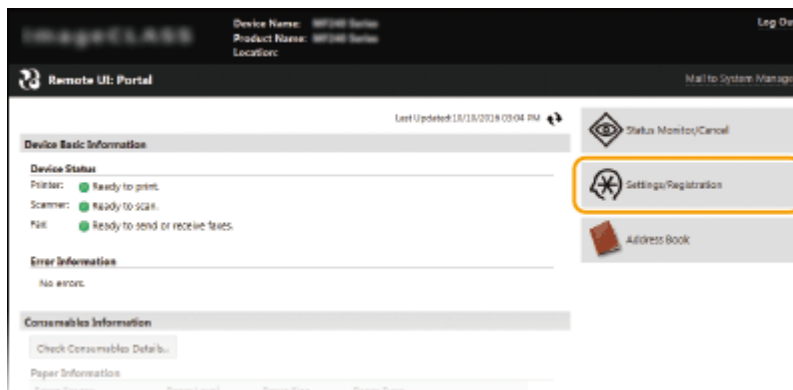 imageCLASS
Device Name:
Product Name:
Location:
Log Ou
Remote UI: Portal
Mail to System Manage
Last Updated:10/10/2016 03:04 PM
Device Basic Information
Device Status
Printer: Ready to print.
Scanner: Ready to scan.
Fax: Ready to send or receive faxes.
Error Information
No errors.
Consumables Information
Check Consumables Details..
Paper Information
Status Monitor/Cancel
Settings/Registration
Address Book